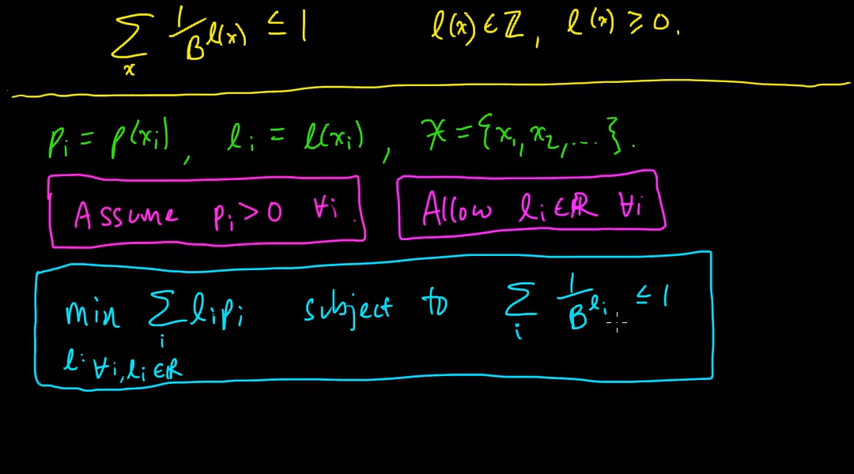 ∑ₓ 1/B^l(x) ≤ 1 l(x) ∈ ℤ, l(x) ≥ 0.
pᵢ = p(xᵢ), lᵢ = l(xᵢ), 𝒳 = {x₁, x₂, ...}.
Assume pᵢ > 0 ∀i. Allow lᵢ ∈ ℝ ∀i
min ∑ᵢ lᵢpᵢ subject to ∑ᵢ 1/B^lᵢ ≤ 1
l: ∀i, lᵢ ∈ ℝ